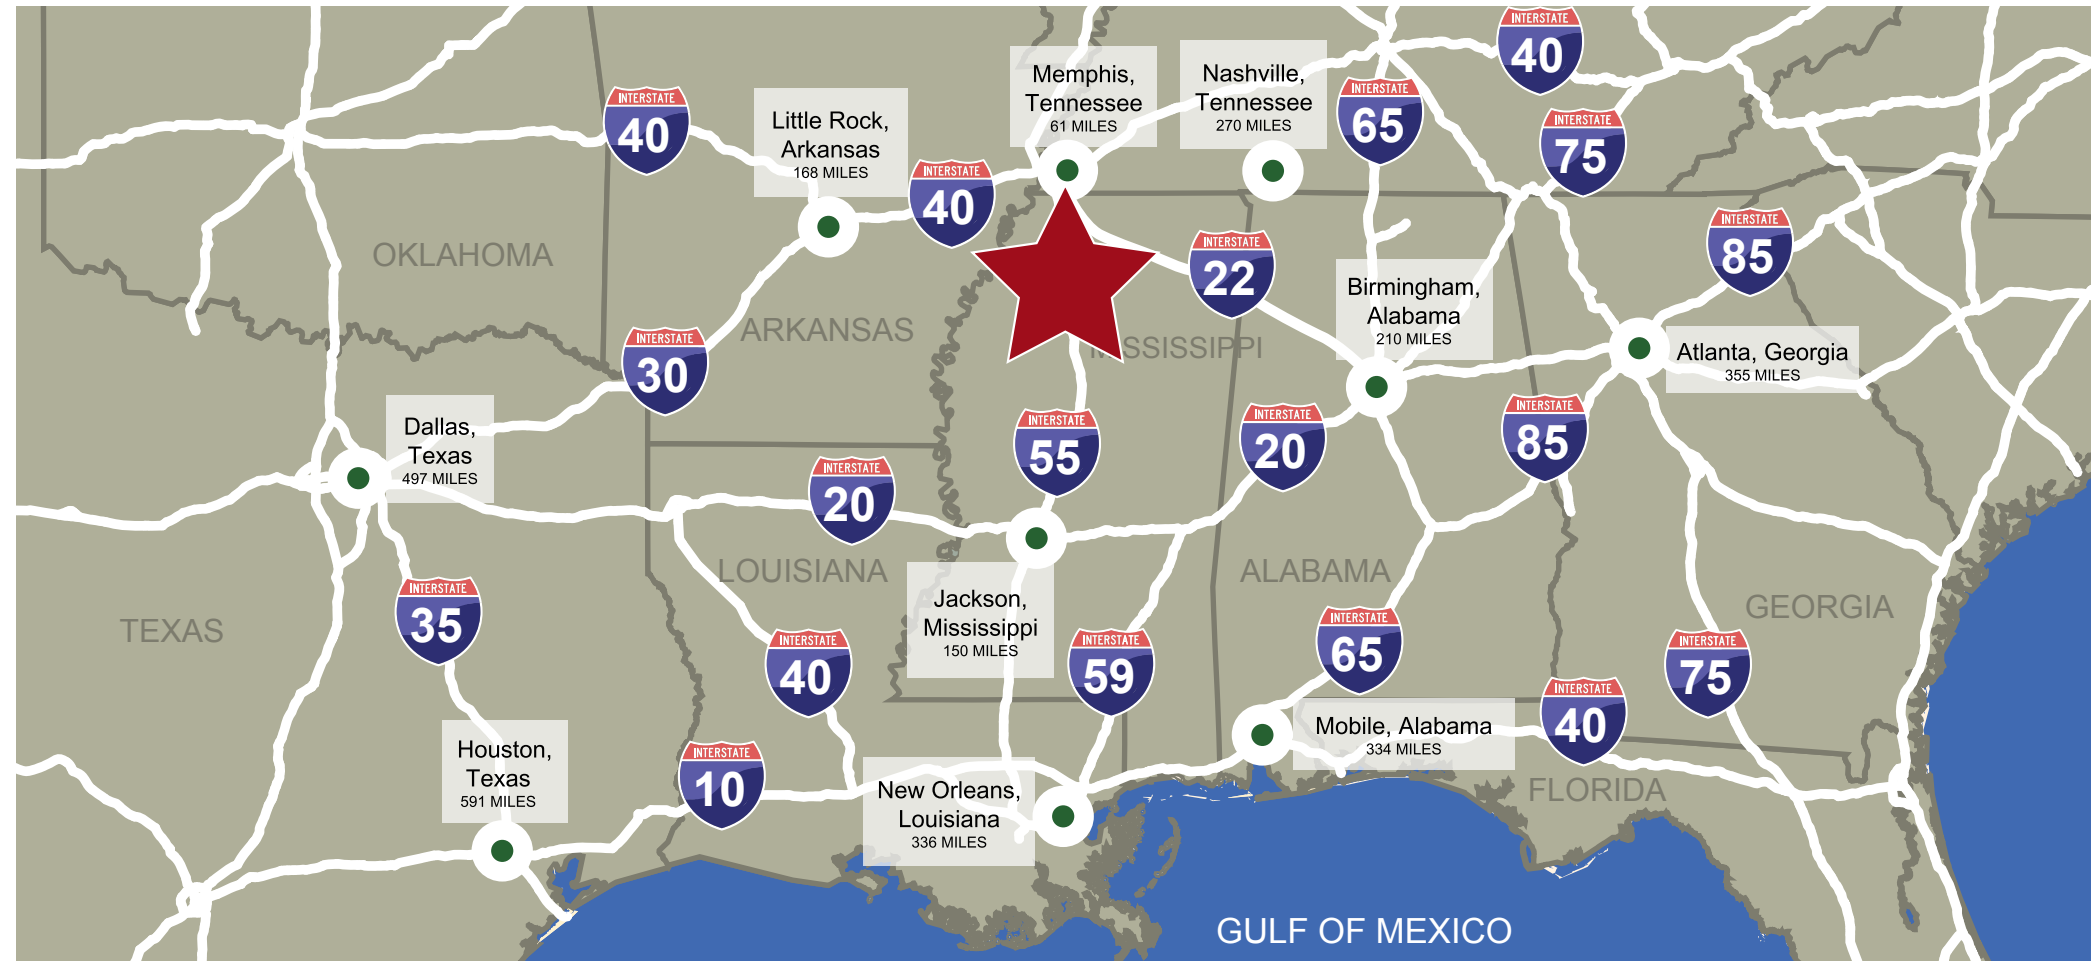 INTERSTATE
40
INTERSTATE
40
Memphis,
Tennessee
61 MILES
Nashville,
Tennessee
270 MILES
INTERSTATE
65
INTERSTATE
75
Little Rock,
Arkansas
168 MILES
INTERSTATE
40
INTERSTATE
85
OKLAHOMA
INTERSTATE
22
Birmingham,
Alabama
210 MILES
ARKANSAS
MISSISSIPPI
Atlanta, Georgia
355 MILES
INTERSTATE
30
Dallas,
Texas
497 MILES
INTERSTATE
55
INTERSTATE
20
INTERSTATE
85
INTERSTATE
20
LOUISIANA
ALABAMA
Jackson,
Mississippi
150 MILES
GEORGIA
TEXAS
INTERSTATE
35
INTERSTATE
40
INTERSTATE
59
INTERSTATE
65
INTERSTATE
75
INTERSTATE
40
Mobile, Alabama
334 MILES
Houston,
Texas
591 MILES
INTERSTATE
10
New Orleans,
Louisiana
336 MILES
FLORIDA
GULF OF MEXICO